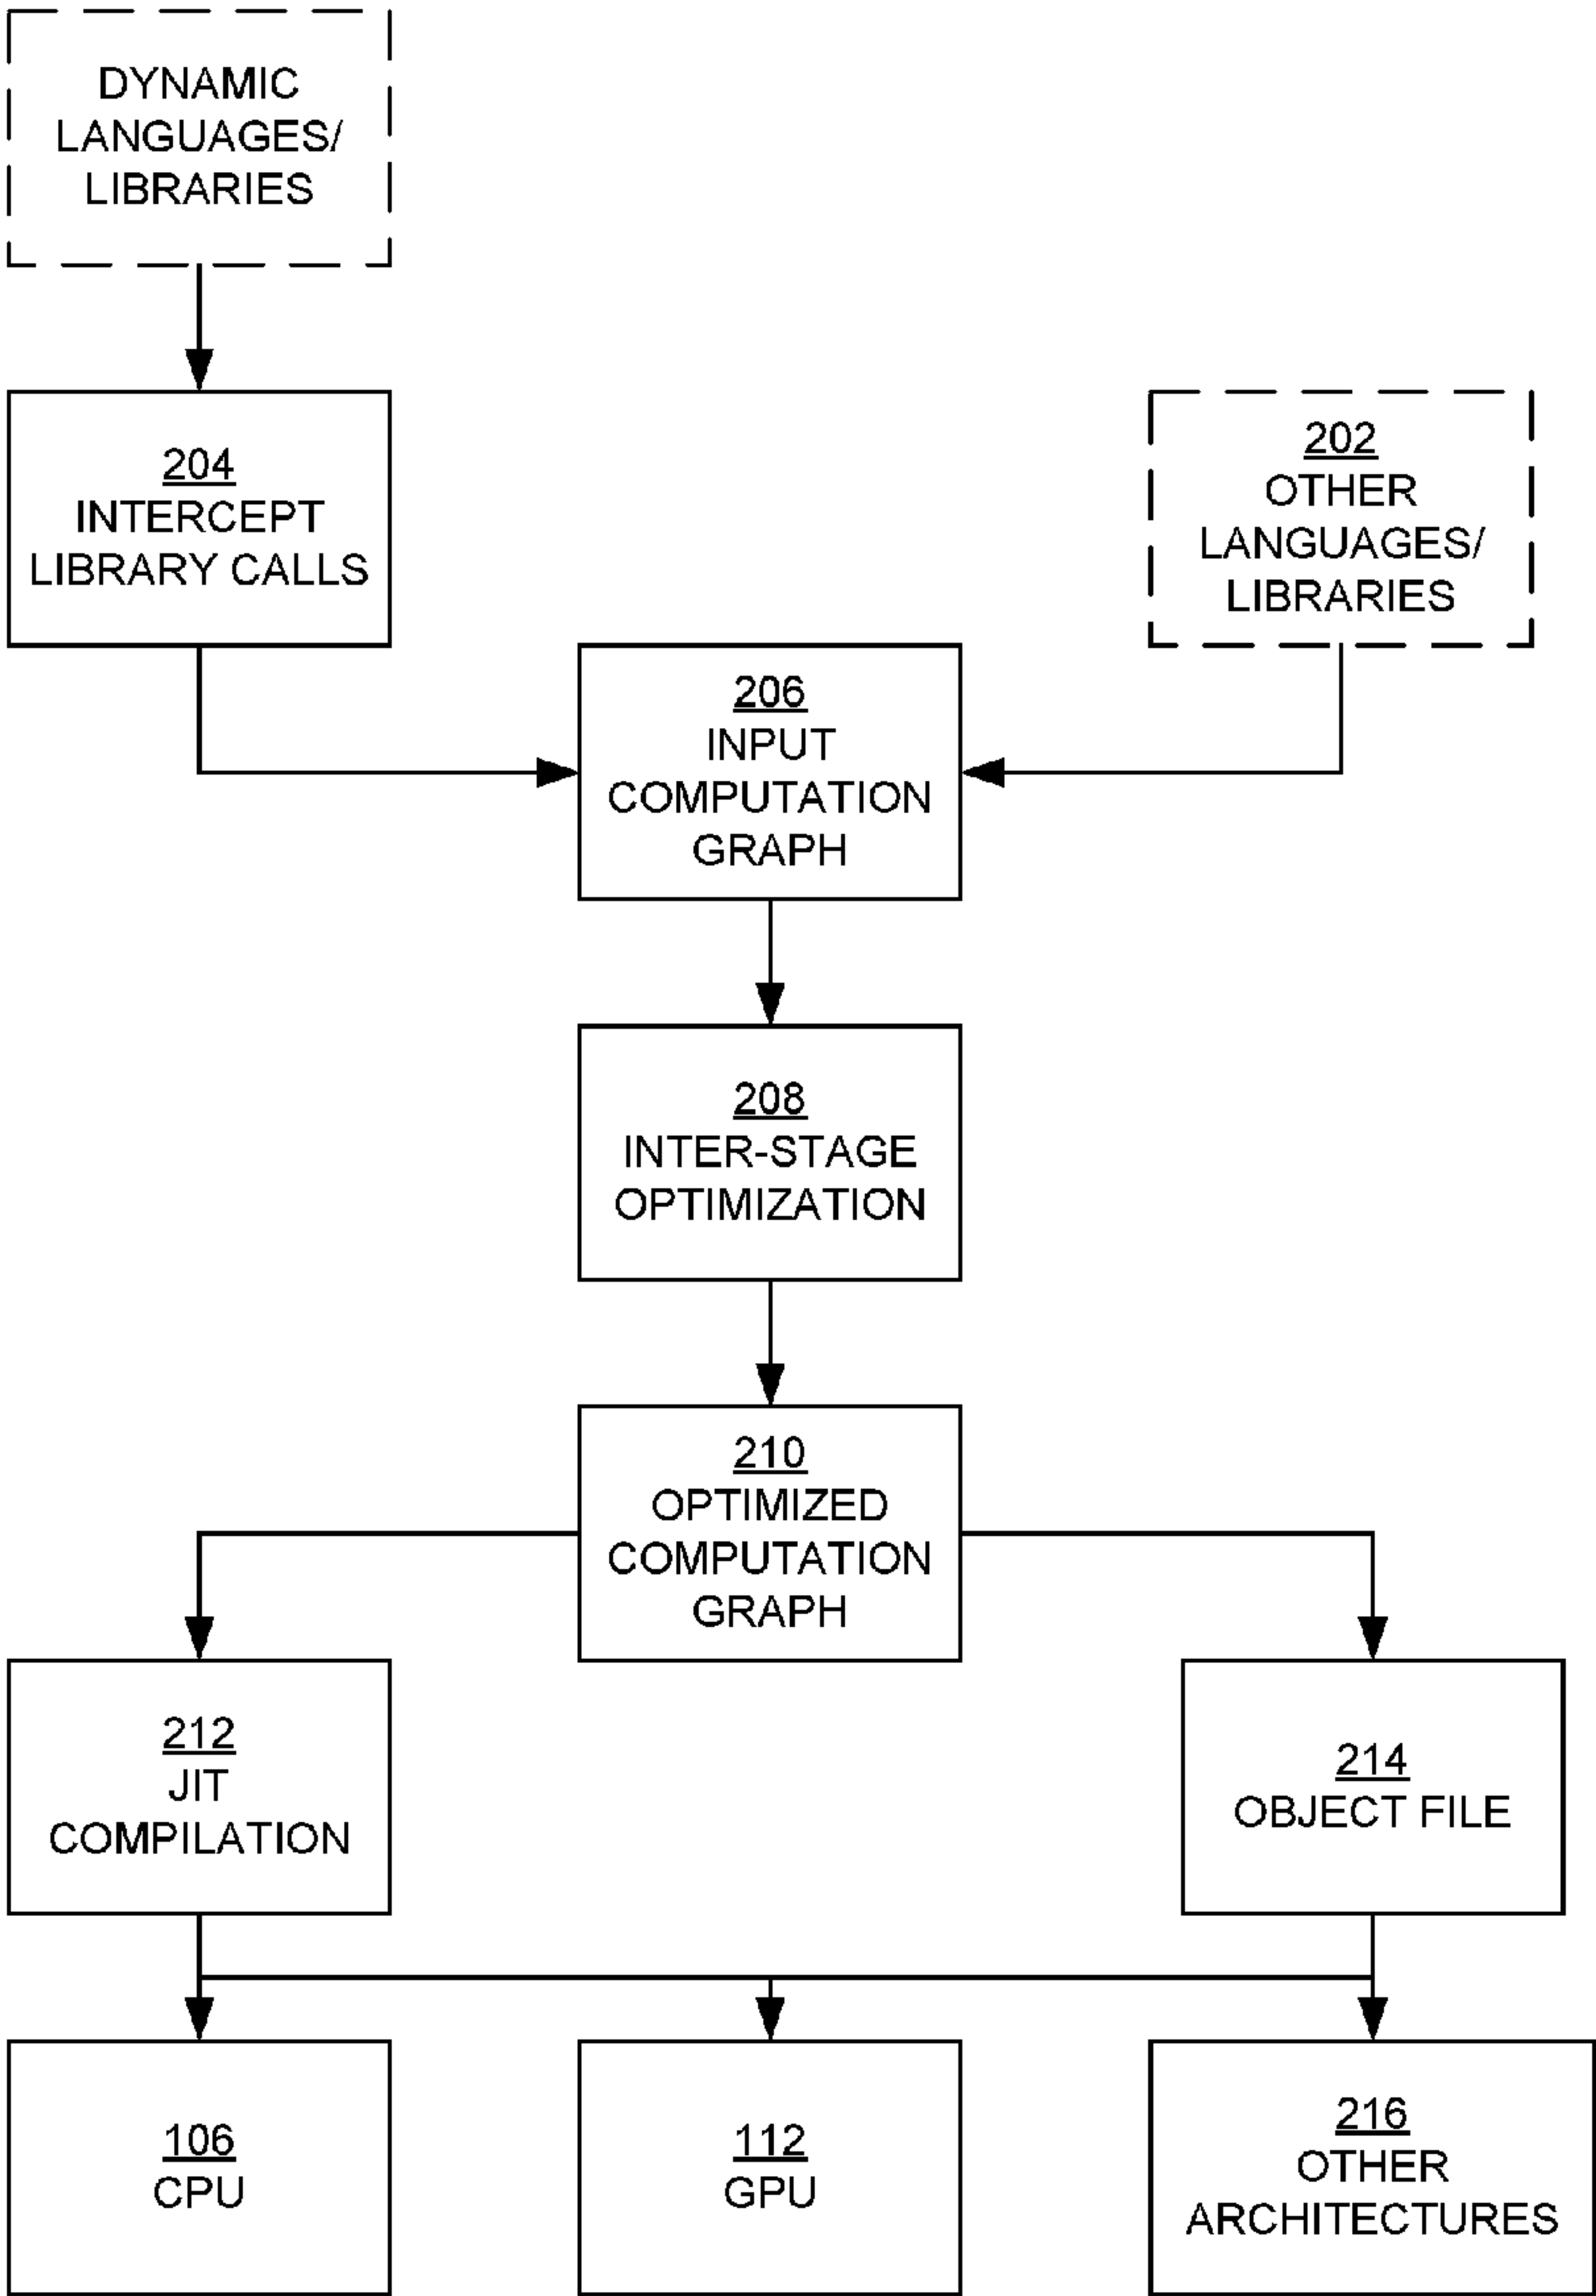 DYNAMIC
LANGUAGES/
LIBRARIES
204
INTERCEPT
LIBRARY CALLS
202
OTHER
LANGUAGES/
LIBRARIES
206
INPUT
COMPUTATION
GRAPH
208
INTER-STAGE
OPTIMIZATION
210
OPTIMIZED
COMPUTATION
GRAPH
212
JIT
COMPILATION
214
OBJECT FILE
106
CPU
112
GPU
216
OTHER
ARCHITECTURES